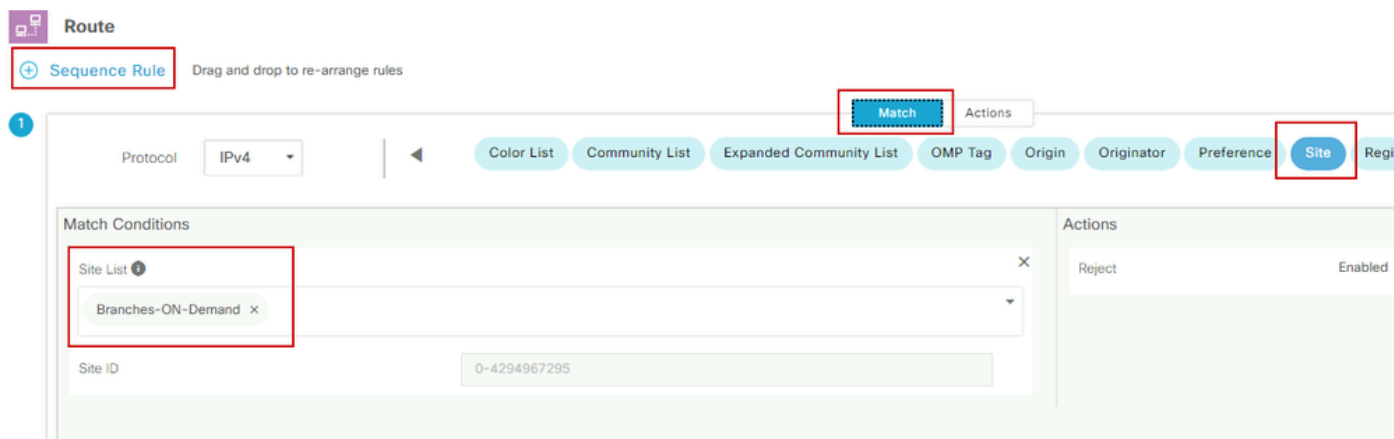 Route
Sequence Rule Drag and drop to re-arrange rules
Match Actions
1
Protocol IPv4 Color List Community List Expanded Community List OMP Tag Origin Originator Preference Site Regi
Match Conditions Actions
Site List Reject Enabled
Branches-ON-Demand ×
Site ID 0-4294967295